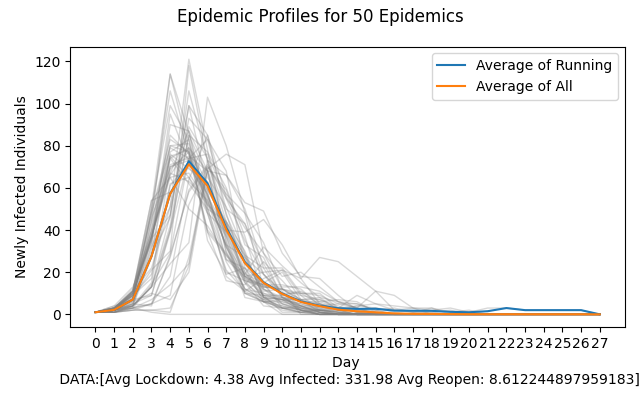 Epidemic Profiles for 50 Epidemics
Average of Running
Average of All
Newly Infected Individuals
120
100
80
60
40
20
0
0 1 2 3 4 5 6 7 8 9 10 11 12 13 14 15 16 17 18 19 20 21 22 23 24 25 26 27
Day
DATA:[Avg Lockdown: 4.38 Avg Infected: 331.98 Avg Reopen: 8.612244897959183]